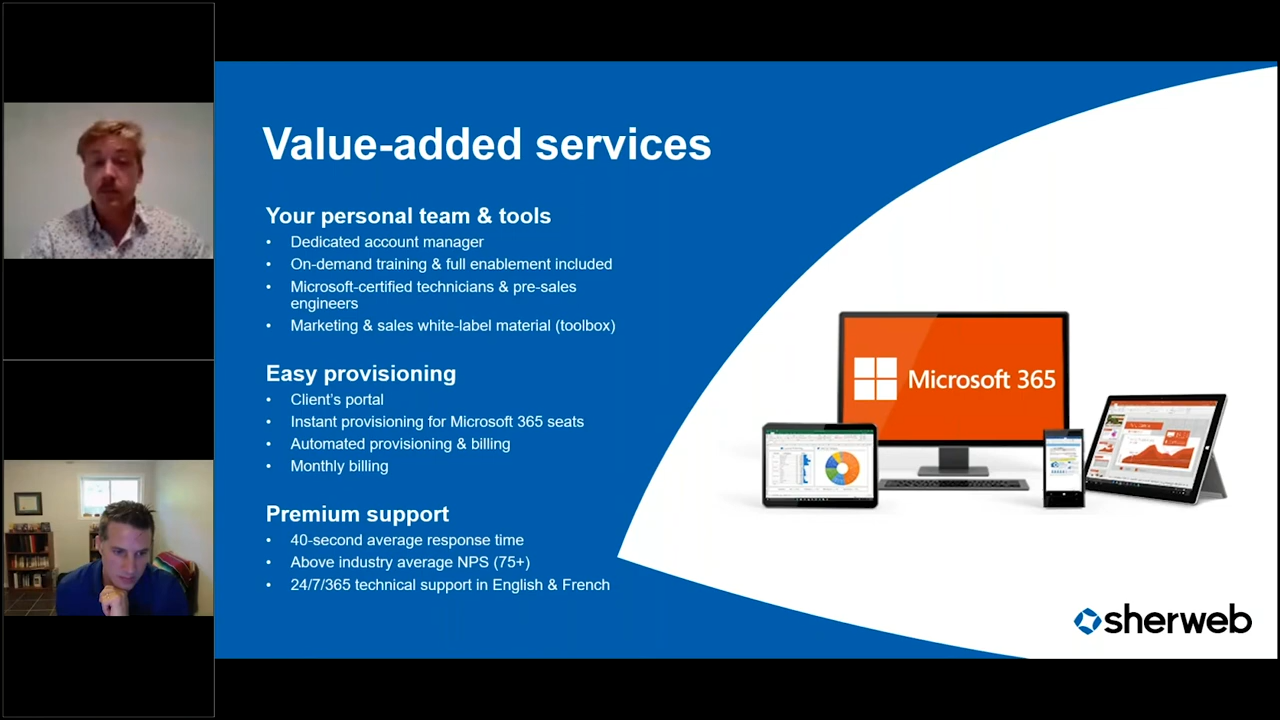 Value-added services
Your personal team & tools
• Dedicated account manager
• On-demand training & full enablement included
• Microsoft-certified technicians & pre-sales
engineers
• Marketing & sales white-label material (toolbox)
Easy provisioning
• Client's portal
• Instant provisioning for Microsoft 365 seats
• Automated provisioning & billing
• Monthly billing
Premium support
• 40-second average response time
• Above industry average NPS (75+)
• 24/7/365 technical support in English & French
Microsoft 365
sherweb